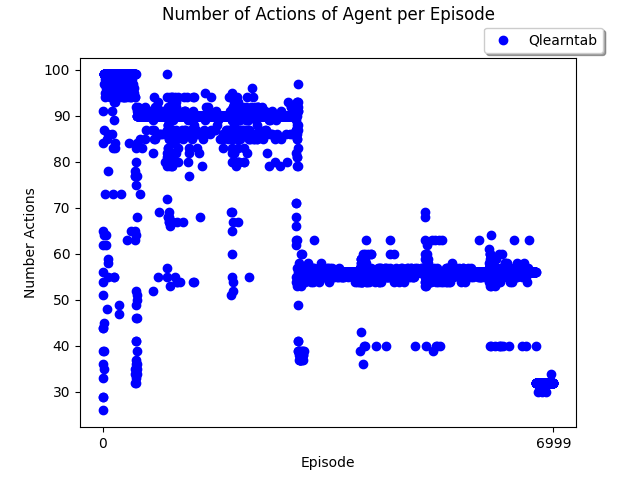 Number of Actions of Agent per Episode
Qlearntab
100
90
80
70
60
50
40
30
Number Actions
0
6999
Episode